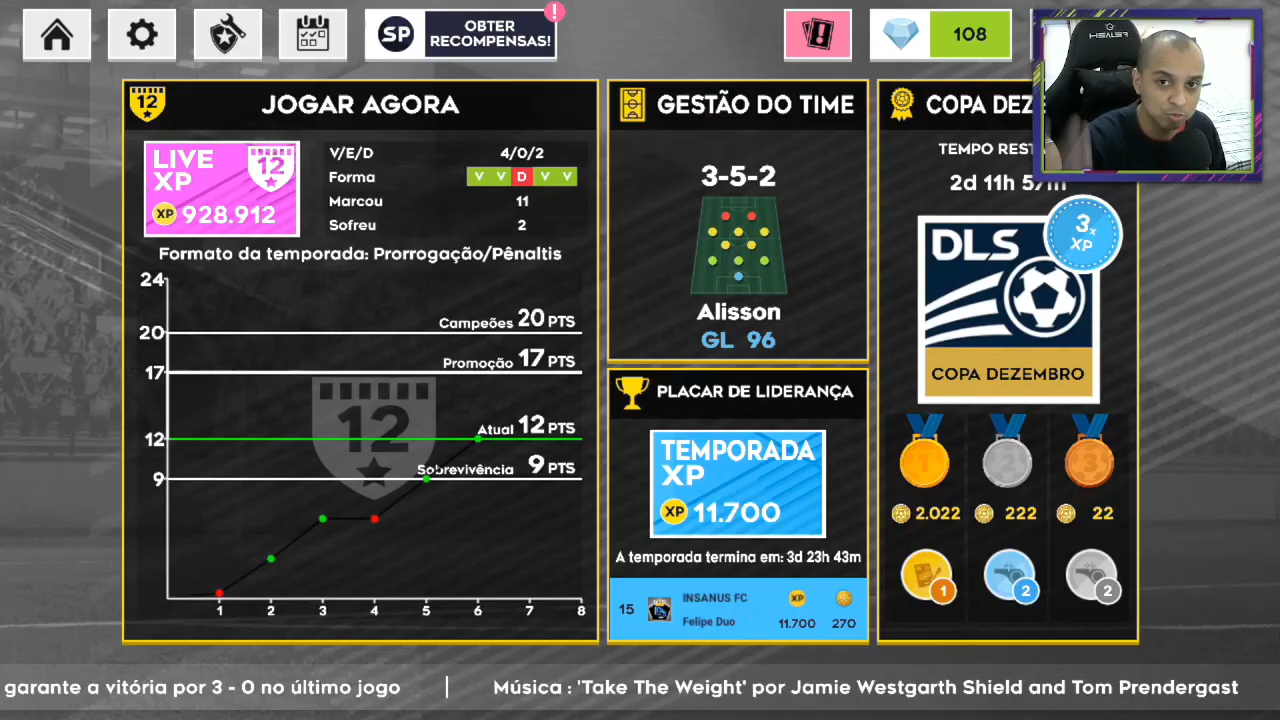 SP
OBTER
RECOMPENSAS!
!
108
HEALER
12
JOGAR AGORA
LIVE
XP
12
XP 928.912
V/E/D 4/0/2
Forma V V D V V
Marcou 11
Sofreu 2
Formato da temporada: Prorrogação/Pênaltis
24
Campeões 20 PTS
20
Promoção 17 PTS
17
12
Atual 12 PTS
12
Sobrevivência 9 PTS
9
1 2 3 4 5 6 7 8
GESTÃO DO TIME
3-5-2
Alisson
GL 96
PLACAR DE LIDERANÇA
TEMPORADA
XP
XP 11.700
A temporada termina em: 3d 23h 43m
15 INSANUS FC XP
Felipe Duo 11.700 270
COPA
TEMPO
2d 11h
3x
XP
DLS
COPA DEZEMBRO
1 2 3
2.022 222 22
1 2 2
garante a vitória por 3 - 0 no último jogo | Música : 'Take The Weight' por Jamie Westgarth Shield and Tom Prendergast